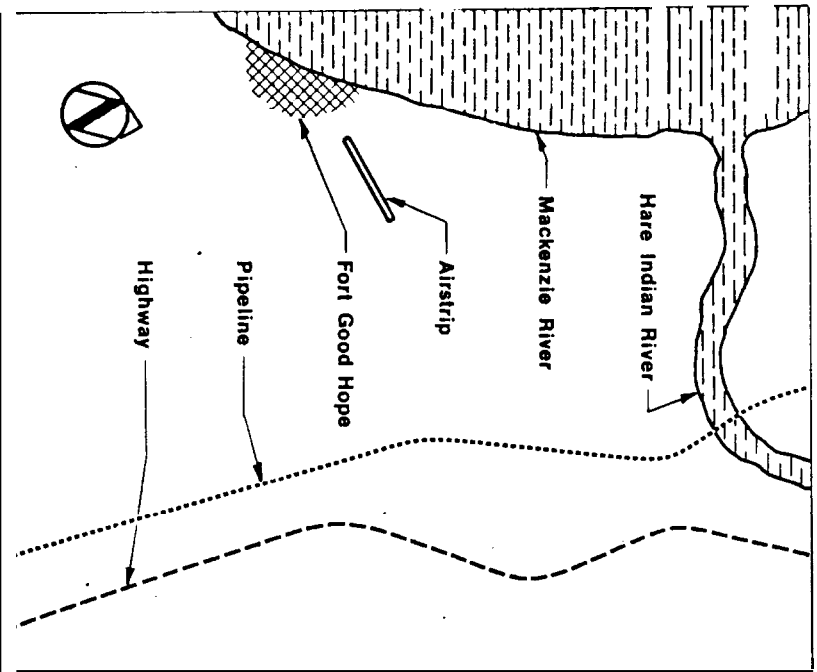 Hare Indian River
Mackenzie River
Airstrip
Fort Good Hope
Pipeline
Highway